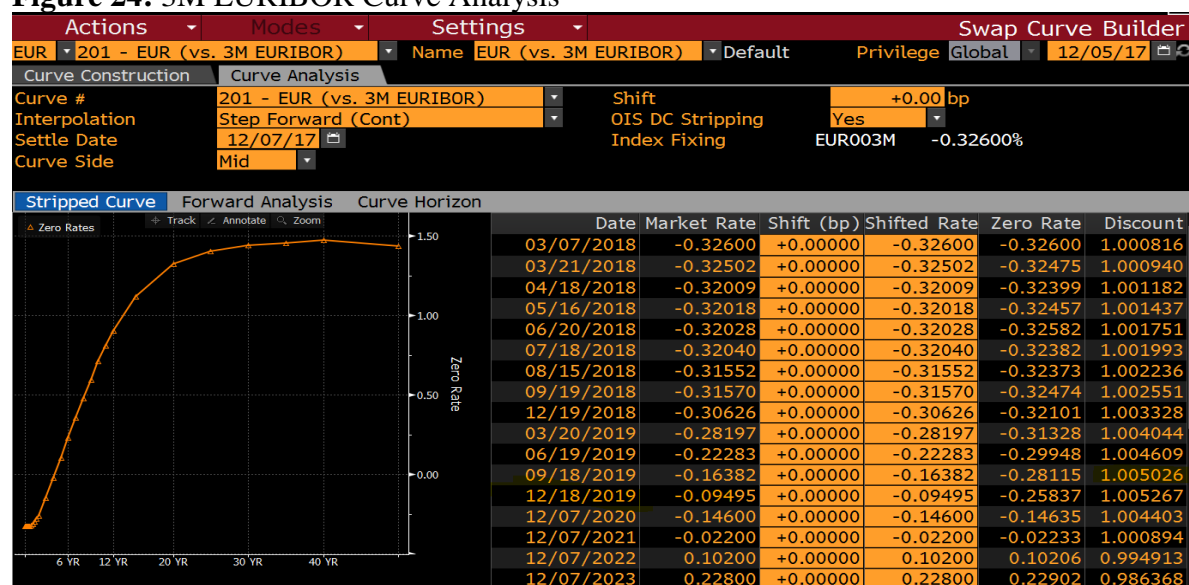 Figure 24: 3M EURIBOR Curve Analysis
Actions Modes Settings Swap Curve Builder
EUR 201 - EUR (vs. 3M EURIBOR) Name EUR (vs. 3M EURIBOR) Default Privilege Global 12/05/17
Curve Construction Curve Analysis
Curve # 201 - EUR (vs. 3M EURIBOR) Shift +0.00 bp
Interpolation Step Forward (Cont) OIS DC Stripping Yes
Settle Date 12/07/17 Index Fixing EUR003M -0.32600%
Curve Side Mid
Stripped Curve Forward Analysis Curve Horizon
Zero Rates Track Annotate Zoom
1.50
1.00
0.50
0.00
Zero Rate
6 YR 12 YR 20 YR 30 YR 40 YR
Date Market Rate Shift (bp) Shifted Rate Zero Rate Discount
03/07/2018 -0.32600 +0.00000 -0.32600 -0.32600 1.000816
03/21/2018 -0.32502 +0.00000 -0.32502 -0.32475 1.000940
04/18/2018 -0.32009 +0.00000 -0.32009 -0.32399 1.001182
05/16/2018 -0.32018 +0.00000 -0.32018 -0.32457 1.001437
06/20/2018 -0.32028 +0.00000 -0.32028 -0.32582 1.001751
07/18/2018 -0.32040 +0.00000 -0.32040 -0.32382 1.001993
08/15/2018 -0.31552 +0.00000 -0.31552 -0.32373 1.002236
09/19/2018 -0.31570 +0.00000 -0.31570 -0.32474 1.002551
12/19/2018 -0.30626 +0.00000 -0.30626 -0.32101 1.003328
03/20/2019 -0.28197 +0.00000 -0.28197 -0.31328 1.004044
06/19/2019 -0.22283 +0.00000 -0.22283 -0.29948 1.004609
09/18/2019 -0.16382 +0.00000 -0.16382 -0.28115 1.005026
12/18/2019 -0.09495 +0.00000 -0.09495 -0.25837 1.005267
12/07/2020 -0.14600 +0.00000 -0.14600 -0.14635 1.004403
12/07/2021 -0.02200 +0.00000 -0.02200 -0.02233 1.000894
12/07/2022 0.10200 +0.00000 0.10200 0.10206 0.994913
12/07/2023 0.22800 +0.00000 0.22800 0.22902 0.986368